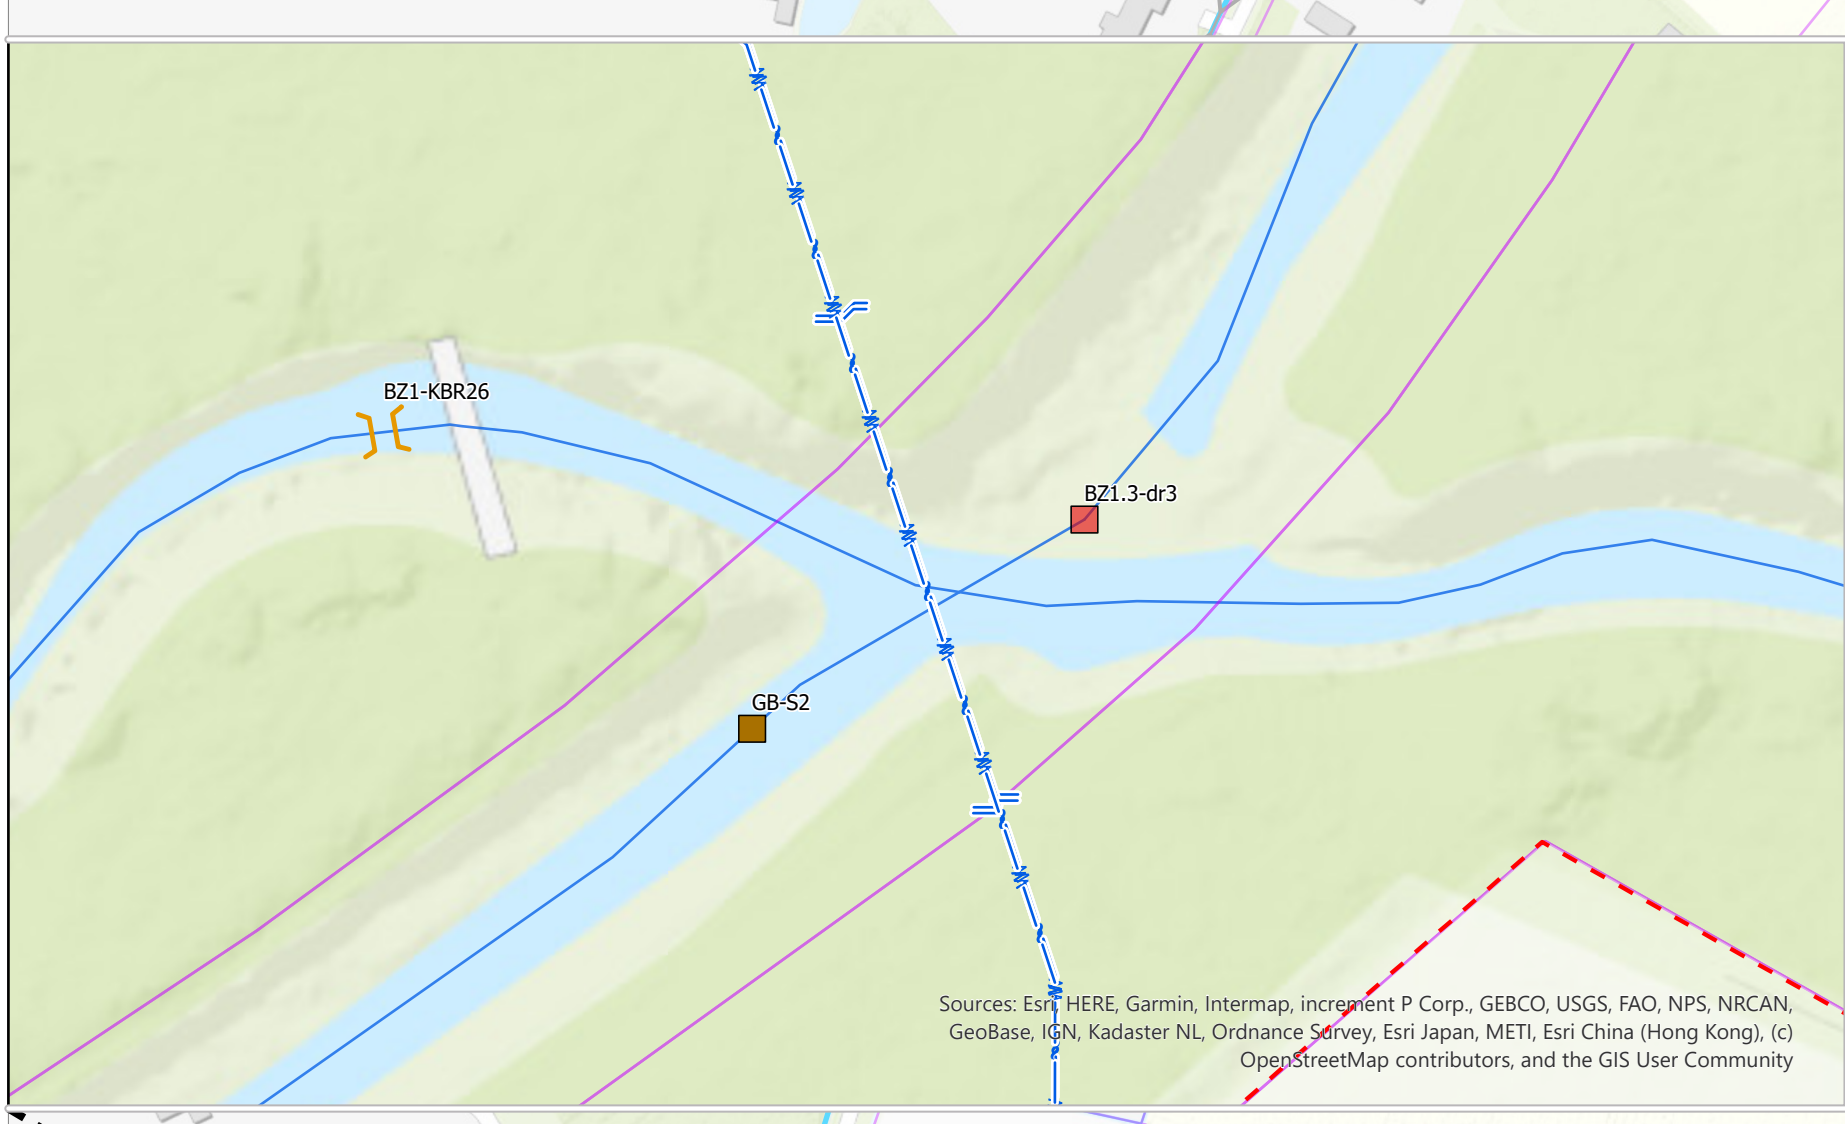 BZ1-KBR26
BZ1.3-dr3
GB-S2
Sources: Esri, HERE, Garmin, Intermap, increment P Corp., GEBCO, USGS, FAO, NPS, NRCAN,
GeoBase, IGN, Kadaster NL, Ordnance Survey, Esri Japan, METI, Esri China (Hong Kong), (c)
OpenStreetMap contributors, and the GIS User Community